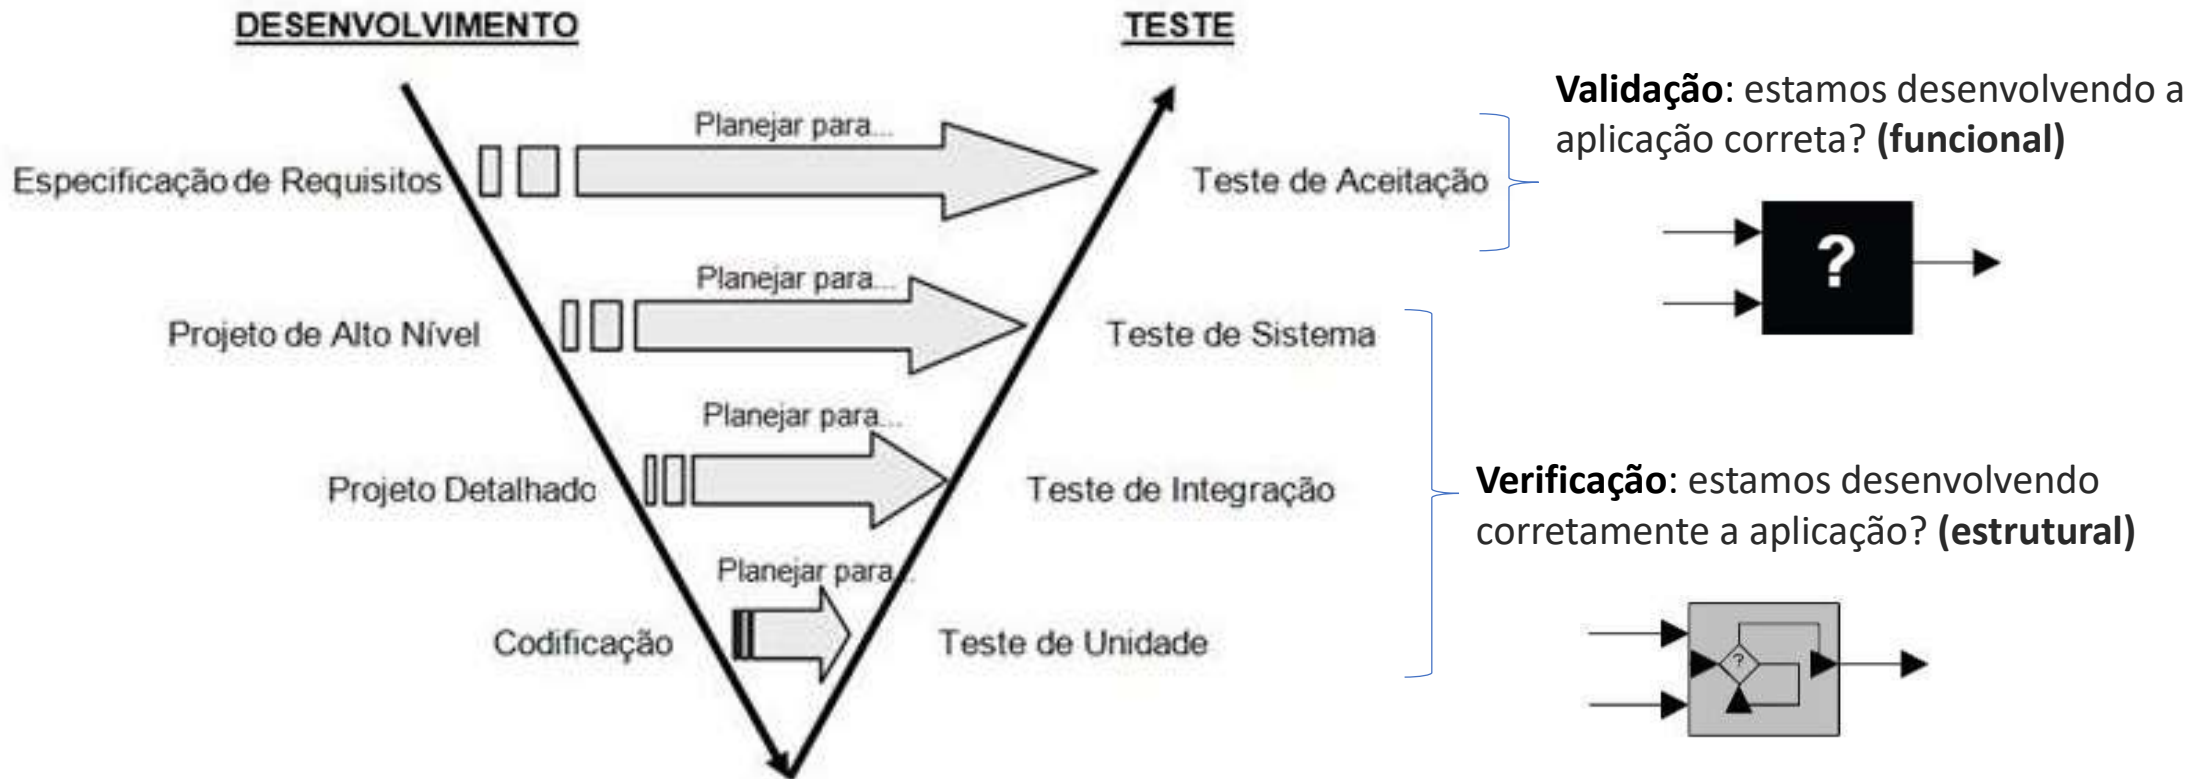 DESENVOLVIMENTO
TESTE
Validação: estamos desenvolvendo a
aplicação correta? (funcional)
Planejar para...
Especificação de Requisitos
Teste de Aceitação
?
Planejar para...
Projeto de Alto Nível
Teste de Sistema
Planejar para...
Projeto Detalhado
Teste de Integração
Verificação: estamos desenvolvendo
corretamente a aplicação? (estrutural)
Planejar para...
Codificação
Teste de Unidade
?